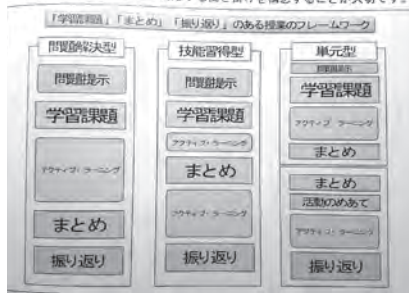 「学習課題」「まとめ」「振り返り」のある授業のフレームワーク
問題解決型
問題提示
学習課題
アクティブ・ラーニング
まとめ
振り返り
技能習得型
問題提示
学習課題
アクティブ・ラーニング
まとめ
アクティブ・ラーニング
振り返り
単元型
問題提示
学習課題
アクティブ・ラーニング
まとめ
まとめ
活動のめあて
アクティブ・ラーニング
振り返り